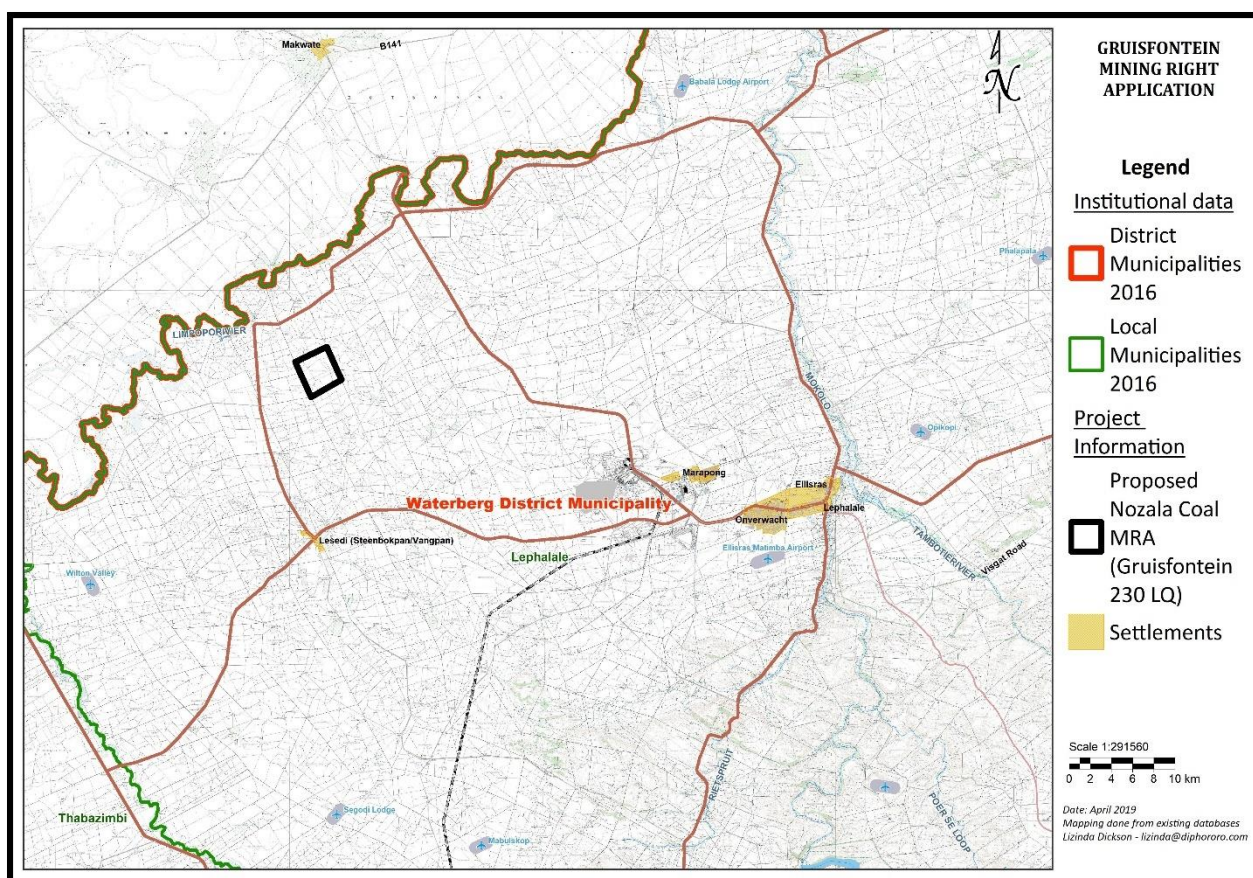 GRUISFONTEIN
MINING RIGHT
APPLICATION
Legend
Institutional data
District
Municipalities
2016
Local
Municipalities
2016
Project
Information
Proposed
Nozala Coal
MRA
(Gruisfontein
230 LQ)
Settlements
Scale 1:291560
0 2 4 6 8 10 km
Date: April 2019
Mapping done from existing databases
Lizinda Dickson - lizinda@diphororo.com
N
Makwate
B141
Babala Lodge Airport
Phalapala
LIMPOPORIVIER
MOKOLO
Opikopi
Marapong
Ellisras
Waterberg District Municipality
Onverwacht
Lephalale
Lesedi (Steenbokpan/Vangpan)
Lephalale
Ellisras Matimba Airport
TAMBOTIERIVIER
Visgat Road
Wilton Valley
RIETSPRUIT
POER SE LOOP
Segodi Lodge
Thabazimbi
Mabulskop